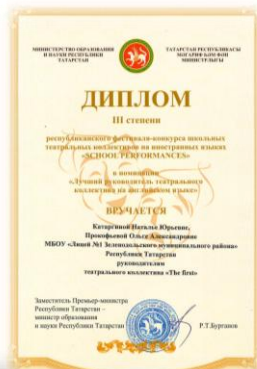 МИНИСТЕРСТВО ОБРАЗОВАНИЯ
И НАУКИ РЕСПУБЛИКИ
ТАТАРСТАН
ТАТАРСТАН РЕСПУБЛИКАСЫ
МӘГАРИФ ҺӘМ ФӘН
МИНИСТРЛЫГЫ
ДИПЛОМ
III степени
республиканского фестиваля-конкурса школьных
театральных коллективов на иностранных языках
«SCHOOL PERFORMANCES»
в номинации
«Лучший руководитель театрального
коллектива на английском языке»
ВРУЧАЕТСЯ
Катаргиной Наталье Юрьевне,
Прокофьевой Ольге Александровне
МБОУ «Лицей №1 Зеленодольского муниципального района»
Республики Татарстан
руководителям
театрального коллектива «The first»
Заместитель Премьер-министра
Республики Татарстан –
министр образования
и науки Республики Татарстан
Р.Т.Бурганов